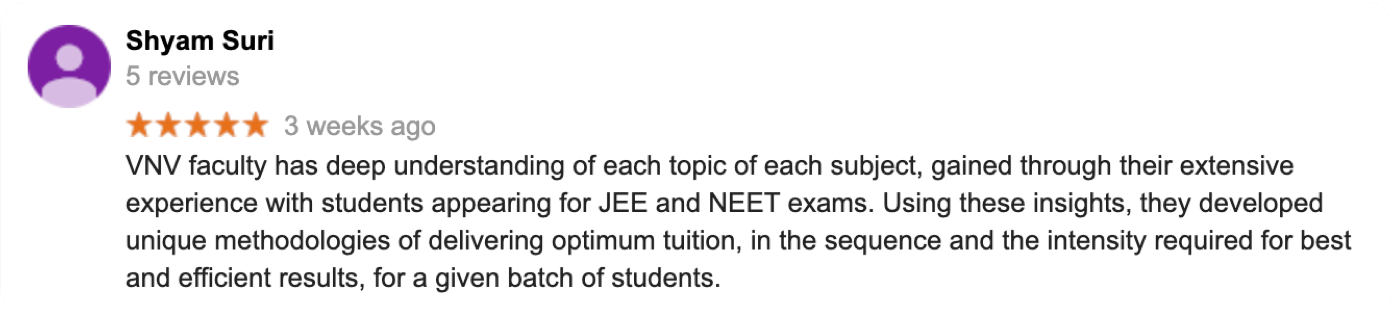 Shyam Suri
5 reviews
3 weeks ago
VNV faculty has deep understanding of each topic of each subject, gained through their extensive
experience with students appearing for JEE and NEET exams. Using these insights, they developed
unique methodologies of delivering optimum tuition, in the sequence and the intensity required for best
and efficient results, for a given batch of students.